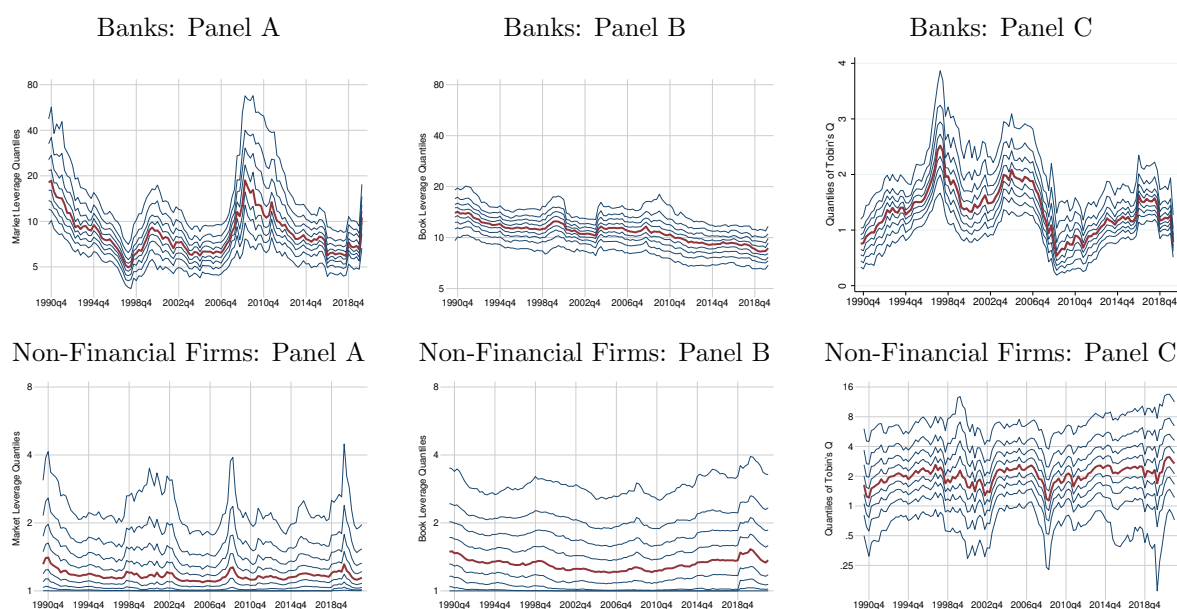 Banks: Panel A
Banks: Panel B
Banks: Panel C
Market Leverage Quantiles
80
40
20
10
5
1990q4 1994q4 1998q4 2002q4 2006q4 2010q4 2014q4 2018q4
Book Leverage Quantiles
80
40
20
10
5
1990q4 1994q4 1998q4 2002q4 2006q4 2010q4 2014q4 2018q4
Quantiles of Tobin's Q
4
3
2
1
0
1990q4 1994q4 1998q4 2002q4 2006q4 2010q4 2014q4 2018q4
Non-Financial Firms: Panel A
Non-Financial Firms: Panel B
Non-Financial Firms: Panel C
Market Leverage Quantiles
8
4
2
1
1990q4 1994q4 1998q4 2002q4 2006q4 2010q4 2014q4 2018q4
Book Leverage Quantiles
8
4
2
1
1990q4 1994q4 1998q4 2002q4 2006q4 2010q4 2014q4 2018q4
Quantiles of Tobin's Q
16
8
4
2
1
.5
.25
1990q4 1994q4 1998q4 2002q4 2006q4 2010q4 2014q4 2018q4